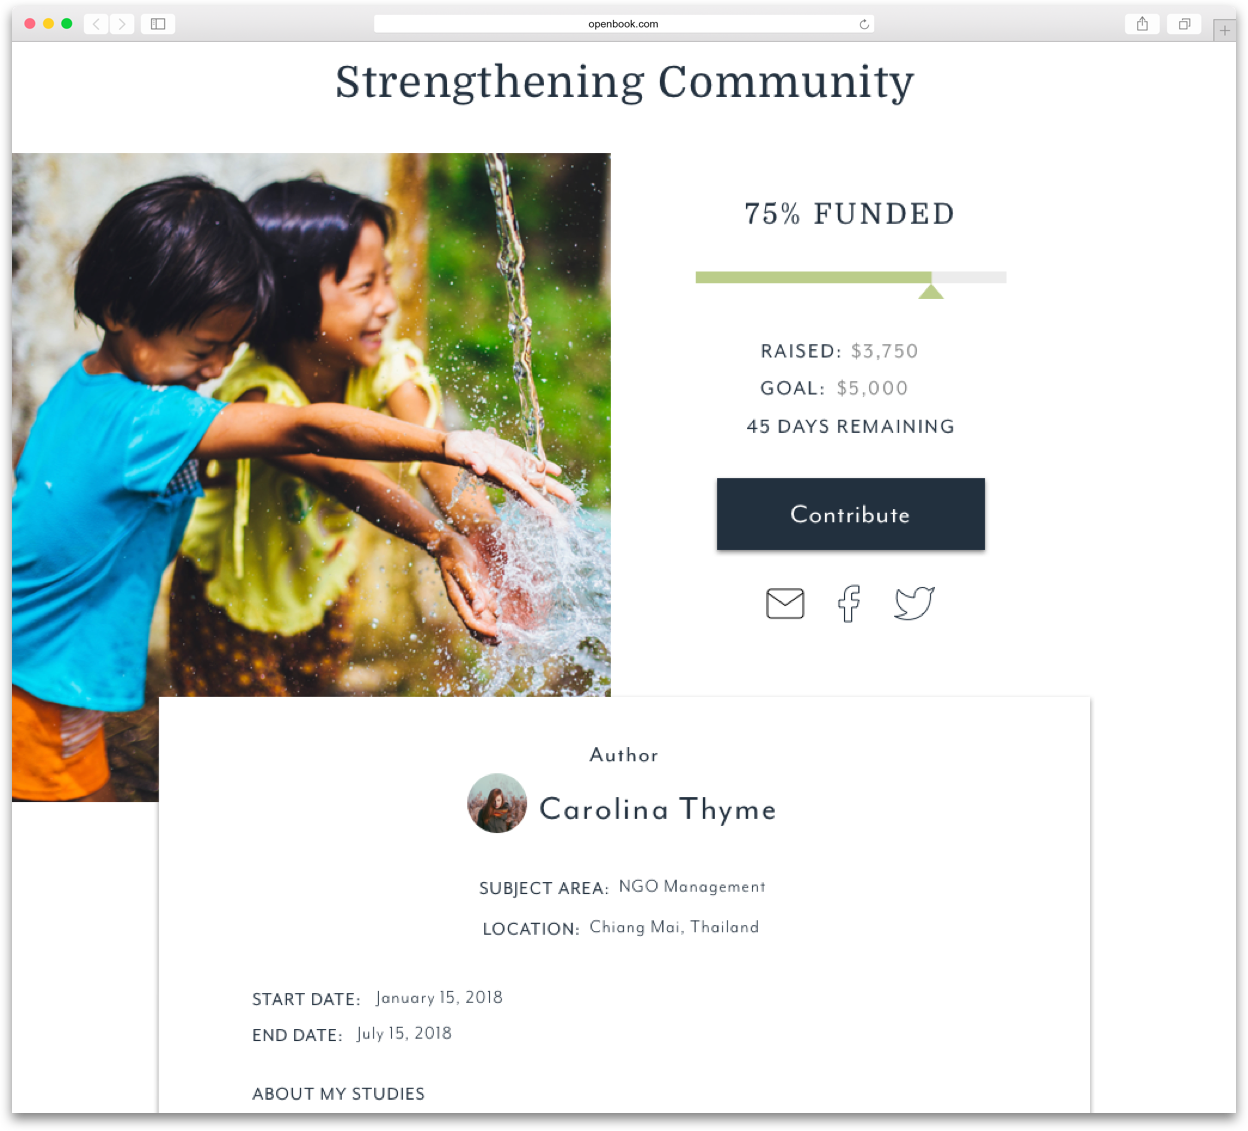 openbook.com
Strengthening Community
75% FUNDED
RAISED: $3,750
GOAL: $5,000
45 DAYS REMAINING
Contribute
Author
Carolina Thyme
SUBJECT AREA: NGO Management
LOCATION: Chiang Mai, Thailand
START DATE: January 15, 2018
END DATE: July 15, 2018
ABOUT MY STUDIES